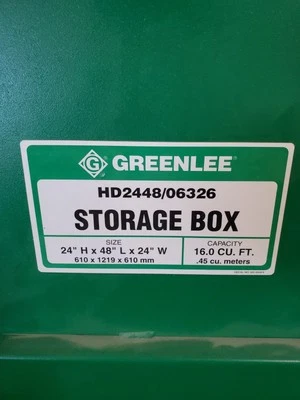 G GREENLEE®
HD2448/06326
STORAGE BOX
SIZE
24" H x 48" L x 24" W
610 x 1219 x 610 mm
CAPACITY
16.0 CU. FT.
.45 cu. meters